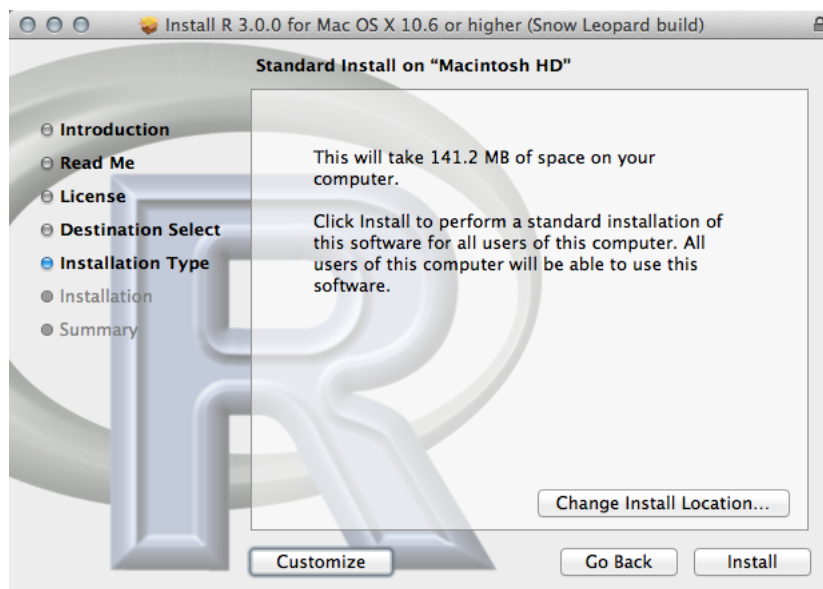 Install R 3.0.0 for Mac OS X 10.6 or higher (Snow Leopard build)
Standard Install on “Macintosh HD”
Introduction
Read Me
License
Destination Select
Installation Type
Installation
Summary
This will take 141.2 MB of space on your
computer.
Click Install to perform a standard installation of
this software for all users of this computer. All
users of this computer will be able to use this
software.
Change Install Location...
Customize
Go Back
Install
R